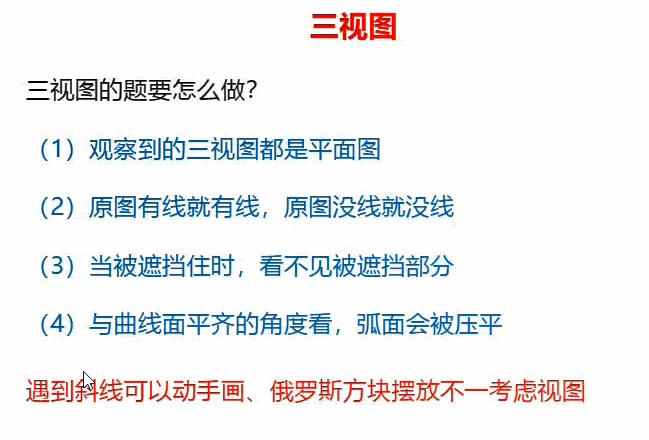 三视图
三视图的题要怎么做?
（1）观察到的三视图都是平面图
（2）原图有线就有线，原图没线就没线
（3）当被遮挡住时，看不见被遮挡部分
（4）与曲线面平齐的角度看，弧面会被压平
遇到斜线可以动手画、俄罗斯方块摆放不一考虑视图